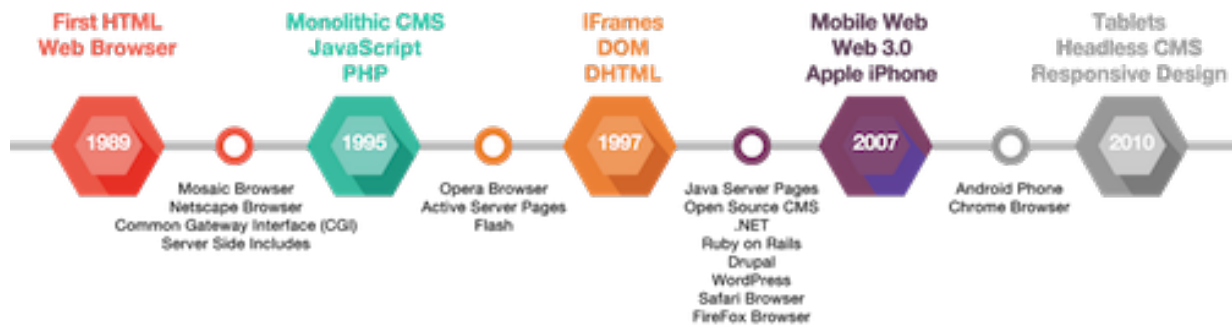 First HTML
Web Browser
Monolithic CMS
JavaScript
PHP
IFrames
DOM
DHTML
Mobile Web
Web 3.0
Apple iPhone
Tablets
Headless CMS
Responsive Design
1989
1995
1997
2007
2010
Mosaic Browser
Netscape Browser
Common Gateway Interface (CGI)
Server Side Includes
Opera Browser
Active Server Pages
Flash
Java Server Pages
Open Source CMS
.NET
Ruby on Rails
Drupal
WordPress
Safari Browser
FireFox Browser
Android Phone
Chrome Browser